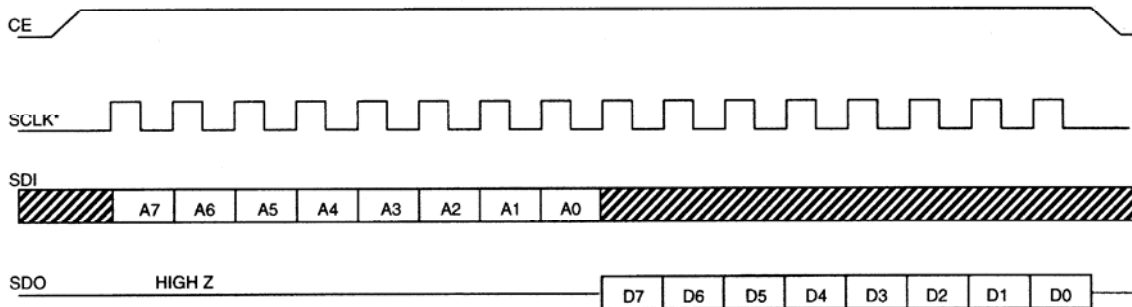 CE
SCLK*
SDI
A7 A6 A5 A4 A3 A2 A1 A0
SDO HIGH Z
D7 D6 D5 D4 D3 D2 D1 D0